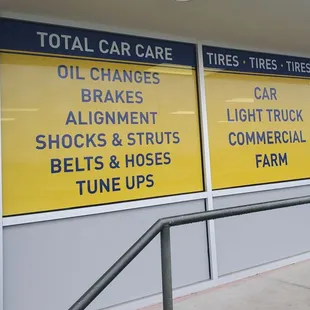 TOTAL CAR CARE
OIL CHANGES
BRAKES
ALIGNMENT
SHOCKS & STRUTS
BELTS & HOSES
TUNE UPS
TIRES · TIRES · TIRES
CAR
LIGHT TRUCK
COMMERCIAL
FARM